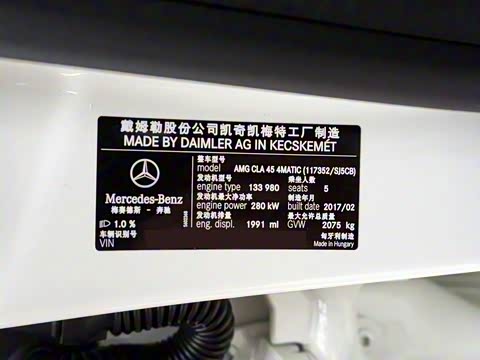 戴姆勒股份公司凯奇凯梅特工厂制造
MADE BY DAIMLER AG IN KECSKEMÉT
整车型号
model AMG CLA 45 4MATIC (117352/SJ5CB)
发动机型号 乘坐人数
engine type 133 980 seats 5
发动机最大净功率 制造年月
engine power 280 kW built date 2017/02
发动机排量 最大允许总质量
eng. displ. 1991 ml GVW 2075 kg
匈牙利制造
Made in Hungary
Mercedes-Benz
梅赛德斯－奔驰
1.0 %
车辆识别号
VIN